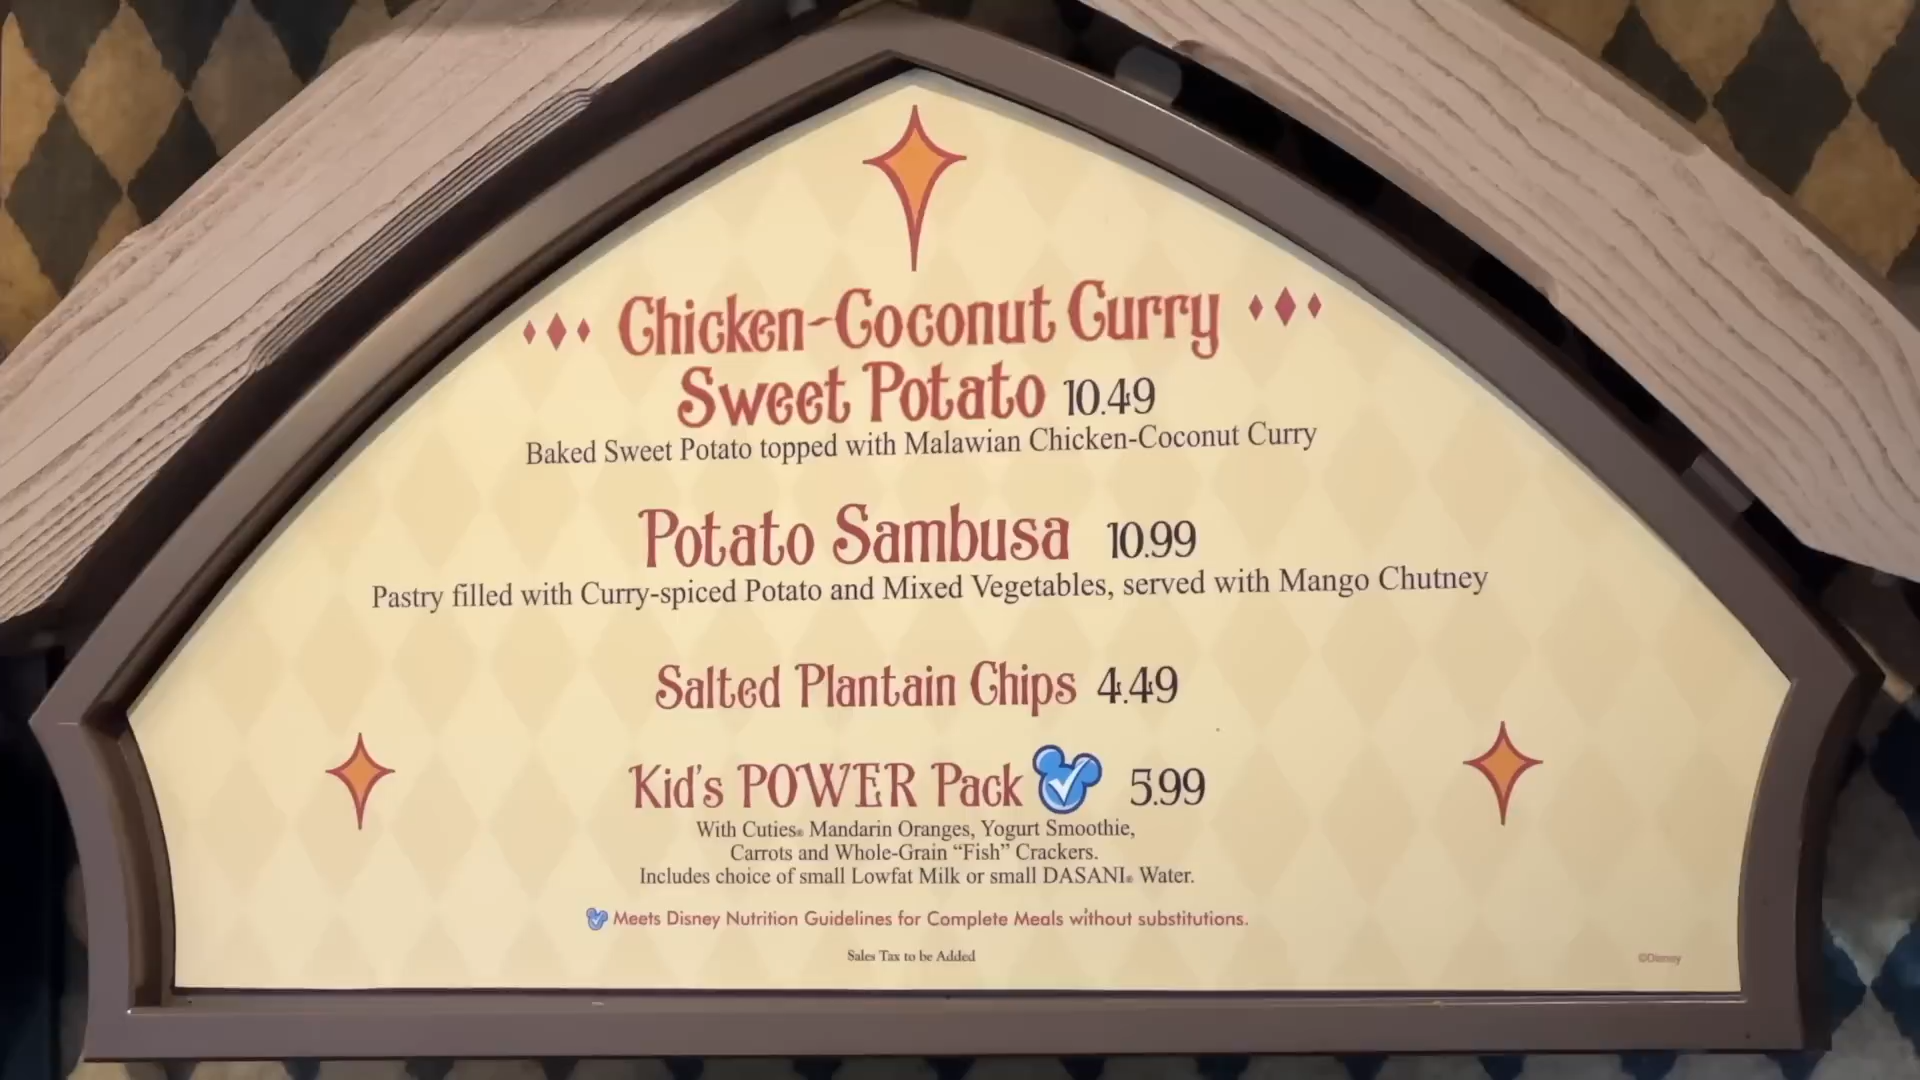 Chicken-Coconut Curry
Sweet Potato 10.49
Baked Sweet Potato topped with Malawian Chicken-Coconut Curry
Potato Sambusa 10.99
Pastry filled with Curry-spiced Potato and Mixed Vegetables, served with Mango Chutney
Salted Plantain Chips 4.49
Kid's POWER Pack 5.99
With Cuties® Mandarin Oranges, Yogurt Smoothie,
Carrots and Whole-Grain “Fish” Crackers.
Includes choice of small Lowfat Milk or small DASANI® Water.
Meets Disney Nutrition Guidelines for Complete Meals without substitutions.
Sales Tax to be Added
©Disney